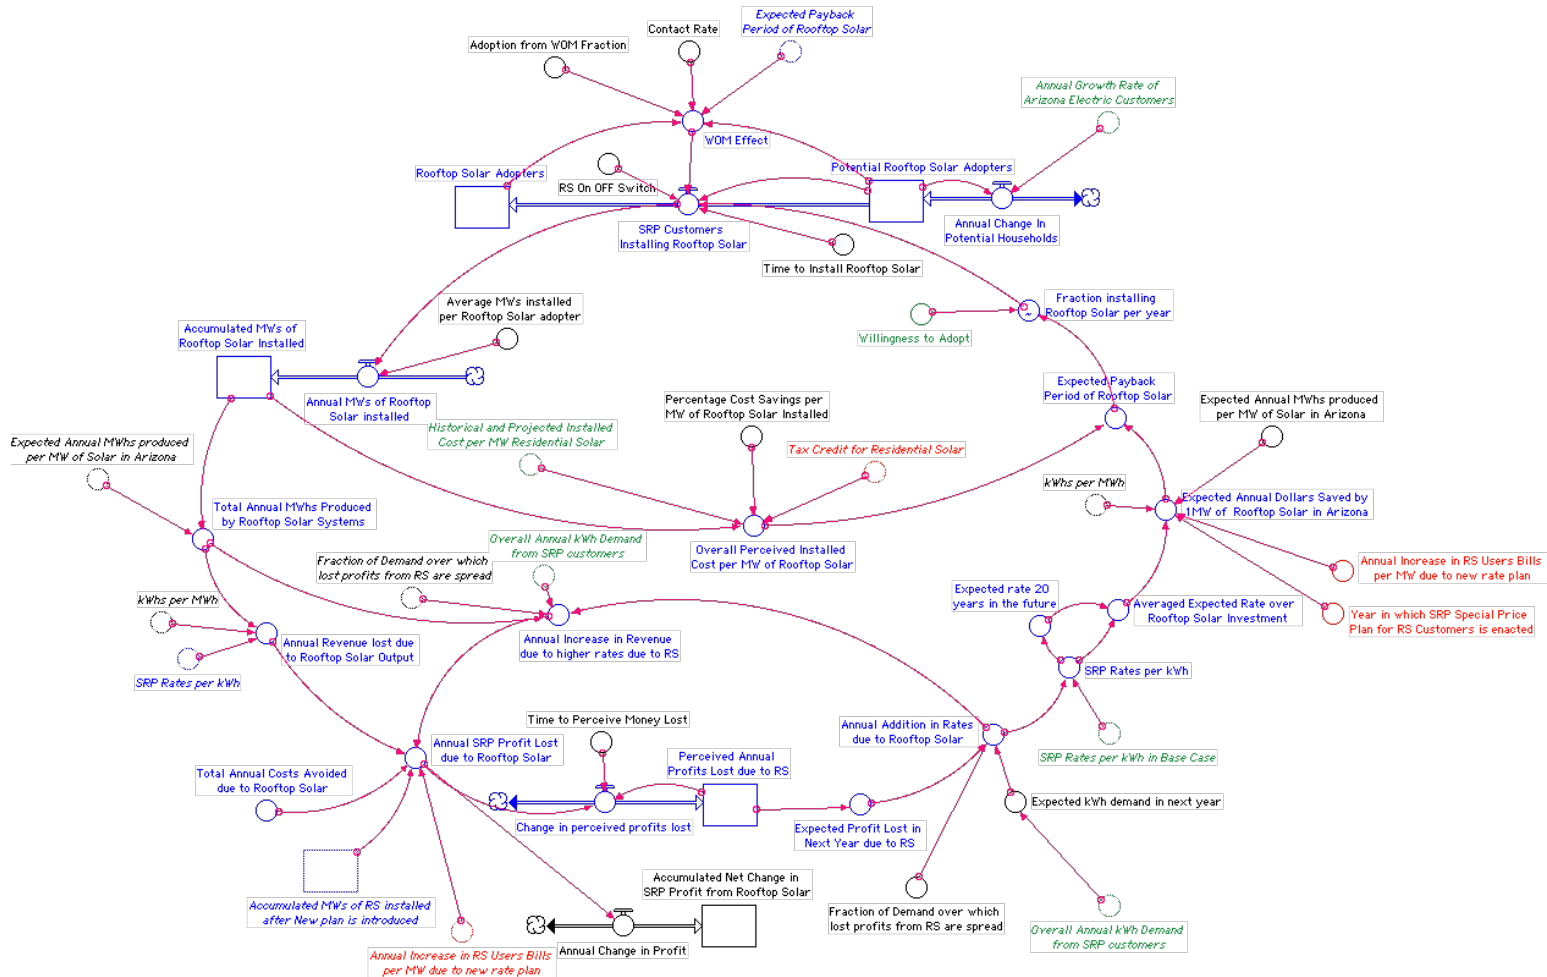 Expected Payback
Period of Rooftop Solar
Contact Rate
Adoption from WOM Fraction
Annual Growth Rate of
Arizona Electric Customers
WOM Effect
Rooftop Solar Adopters
Potential Rooftop Solar Adopters
RS On OFF Switch
SRP Customers
Installing Rooftop Solar
Annual Change In
Potential Households
Time to Install Rooftop Solar
Average MWs installed
per Rooftop Solar adopter
Fraction installing
Rooftop Solar per year
~
Willingness to Adopt
Accumulated MWs of
Rooftop Solar Installed
Annual MWs of Rooftop
Solar installed
Expected Payback
Period of Rooftop Solar
Percentage Cost Savings per
MW of Rooftop Solar Installed
Expected Annual MWhs produced
per MW of Solar in Arizona
Historical and Projected Installed
Cost per MW Residential Solar
Tax Credit for Residential Solar
Expected Annual MWhs produced
per MW of Solar in Arizona
kWhs per MWh
Expected Annual Dollars Saved by
1MW of Rooftop Solar in Arizona
Total Annual MWhs Produced
by Rooftop Solar Systems
Overall Annual kWh Demand
from SRP customers
Overall Perceived Installed
Cost per MW of Rooftop Solar
Fraction of Demand over which
lost profits from RS are spread
Annual Increase in RS Users Bills
per MW due to new rate plan
Expected rate 20
years in the future
Averaged Expected Rate over
Rooftop Solar Investment
Year in which SRP Special Price
Plan for RS Customers is enacted
kWhs per MWh
Annual Revenue lost due
to Rooftop Solar Output
Annual Increase in Revenue
due to higher rates due to RS
SRP Rates per kWh
SRP Rates per kWh
Time to Perceive Money Lost
Annual Addition in Rates
due to Rooftop Solar
Annual SRP Profit Lost
due to Rooftop Solar
Perceived Annual
Profits Lost due to RS
SRP Rates per kWh in Base Case
Total Annual Costs Avoided
due to Rooftop Solar
Expected kWh demand in next year
Change in perceived profits lost
Expected Profit Lost in
Next Year due to RS
Accumulated Net Change in
SRP Profit from Rooftop Solar
Accumulated MWs of RS installed
after New plan is introduced
Fraction of Demand over which
lost profits from RS are spread
Overall Annual kWh Demand
from SRP customers
Annual Change in Profit
Annual Increase in RS Users Bills
per MW due to new rate plan